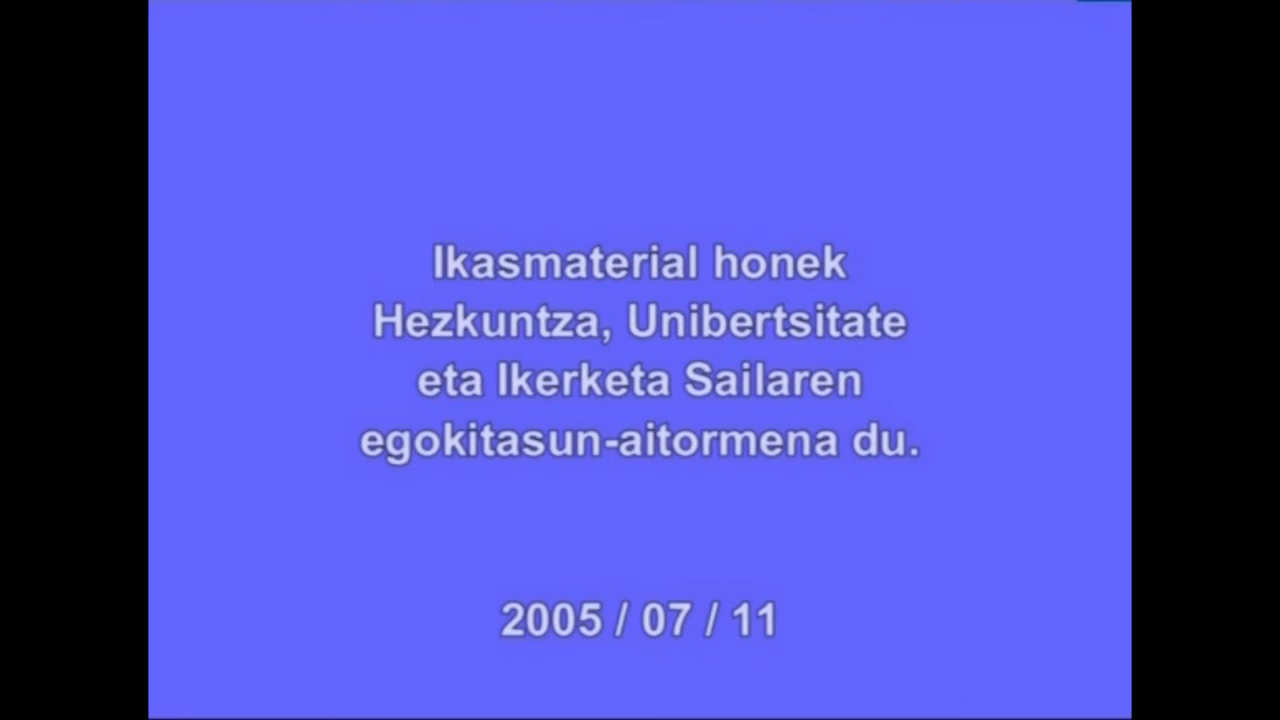 Ikasmaterial honek
Hezkuntza, Unibertsitate
eta Ikerketa Sailaren
egokitasun-aitormena du.
2005 / 07 / 11